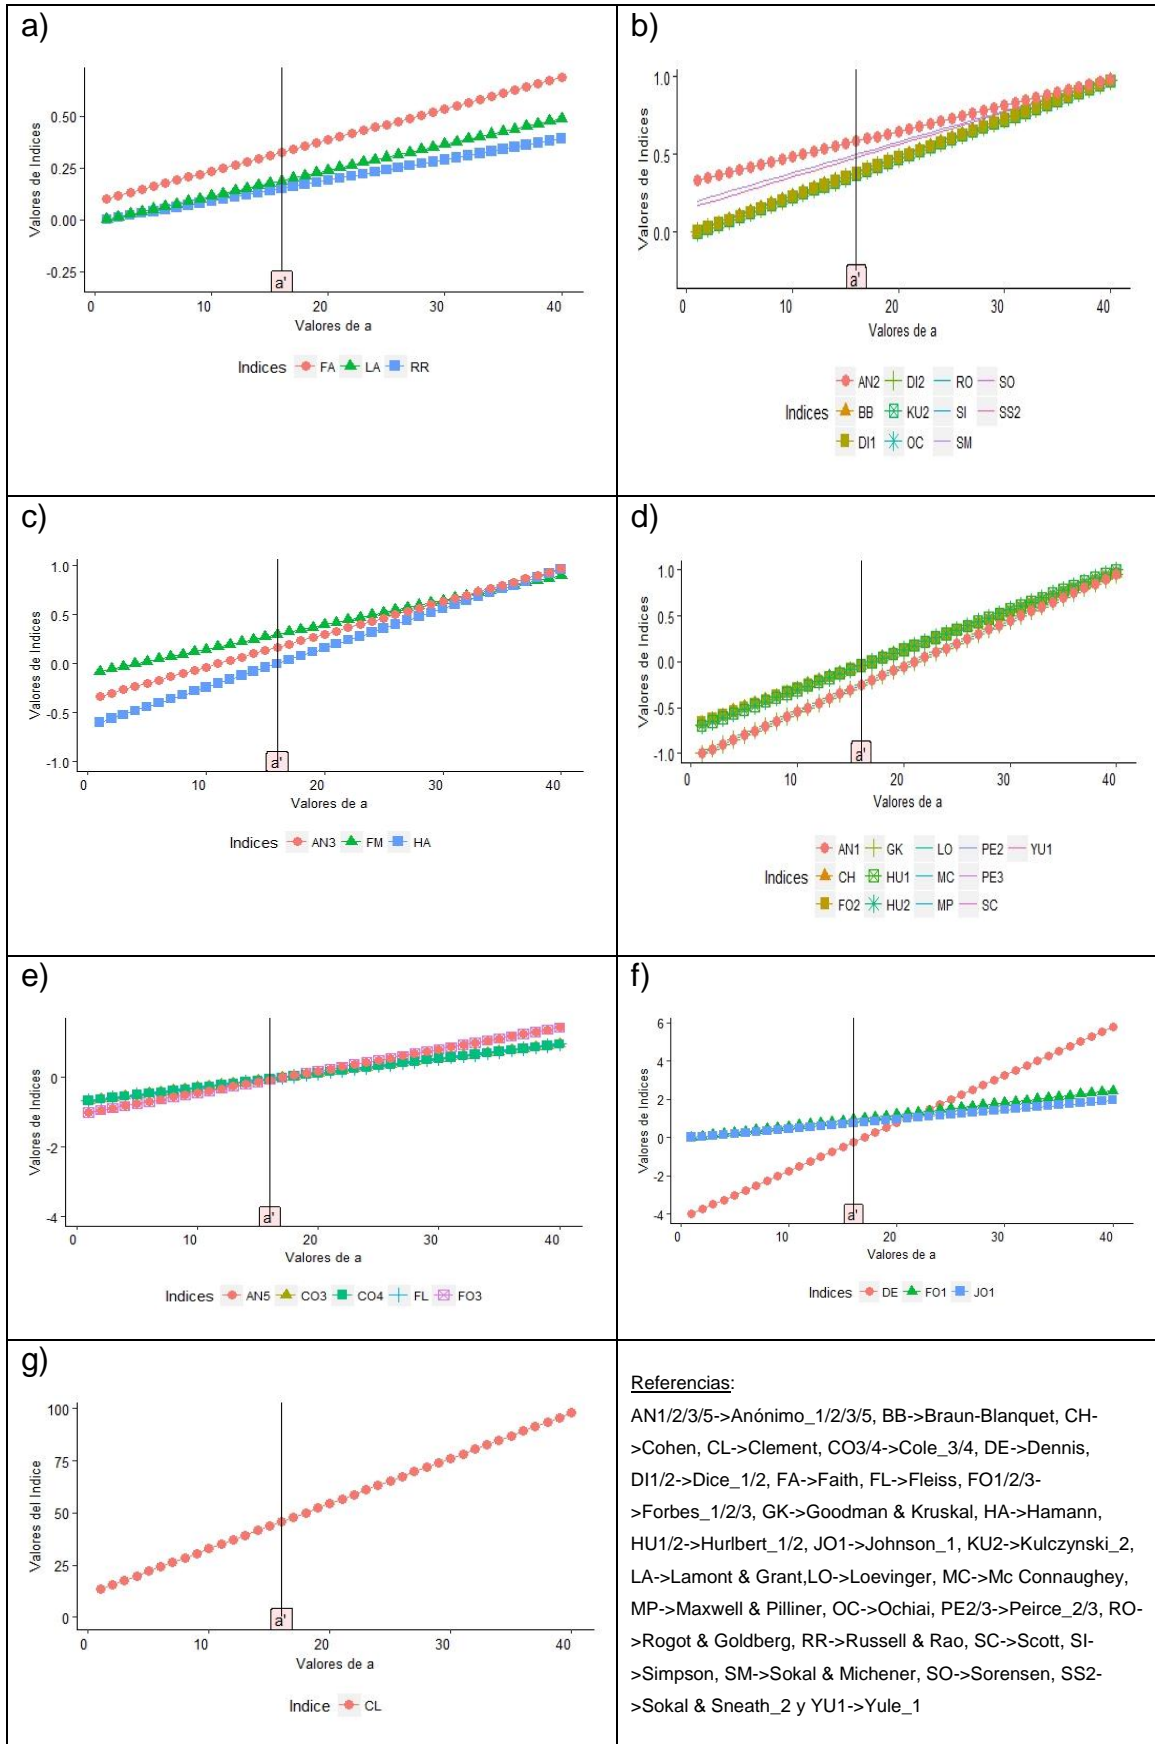 a)
Valores de Indices
0.50
0.25
0.00
-0.25
a'
0 10 20 30 40
Valores de a
Indices FA LA RR
b)
Valores de Indices
1.0
0.5
0.0
a'
0 10 20 30 40
Valores de a
AN2 DI2 RO SO
Indices BB KU2 SI SS2
DI1 OC SM
c)
Valores de Indices
1.0
0.5
0.0
-0.5
-1.0
a'
0 10 20 30 40
Valores de a
Indices AN3 FM HA
d)
Valores de Indices
1.0
0.5
0.0
-0.5
-1.0
a'
0 10 20 30 40
Valores de a
AN1 GK LO PE2 YU1
Indices CH HU1 MC PE3
FO2 HU2 MP SC
e)
Valores de Indices
0
-2
-4
a'
0 10 20 30 40
Valores de a
Indices AN5 CO3 CO4 FL FO3
f)
Valores de Indices
6
4
2
0
-2
-4
a'
0 10 20 30 40
Valores de a
Indices DE FO1 JO1
g)
Valores del Indice
100
75
50
25
0
a'
0 10 20 30 40
Valores de a
Indice CL
Referencias:
AN1/2/3/5->Anónimo_1/2/3/5, BB->Braun-Blanquet, CH-
>Cohen, CL->Clement, CO3/4->Cole_3/4, DE->Dennis,
DI1/2->Dice_1/2, FA->Faith, FL->Fleiss, FO1/2/3-
>Forbes_1/2/3, GK->Goodman & Kruskal, HA->Hamann,
HU1/2->Hurlbert_1/2, JO1->Johnson_1, KU2->Kulczynski_2,
LA->Lamont & Grant,LO->Loevinger, MC->Mc Connaughey,
MP->Maxwell & Pilliner, OC->Ochiai, PE2/3->Peirce_2/3, RO-
>Rogot & Goldberg, RR->Russell & Rao, SC->Scott, SI-
>Simpson, SM->Sokal & Michener, SO->Sorensen, SS2-
>Sokal & Sneath_2 y YU1->Yule_1